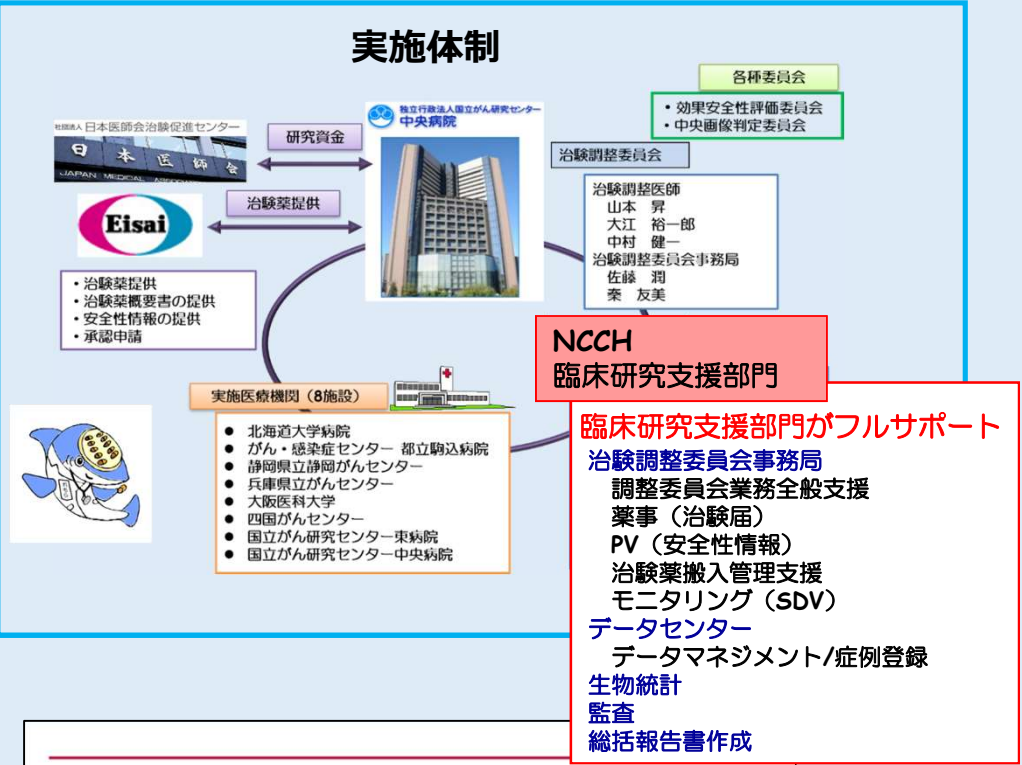 実施体制
各種委員会
・効果安全性評価委員会
・中央画像判定委員会
独立行政法人国立がん研究センター
中央病院
社団法人 日本医師会治験促進センター
日本医師会
JAPAN MEDICAL ASSOCIATION
研究資金
治験調整委員会
治験調整医師
山本 昇
大江 裕一郎
中村 健一
治験調整委員会事務局
佐藤 潤
秦 友美
Eisai
治験薬提供
・治験薬提供
・治験薬概要書の提供
・安全性情報の提供
・承認申請
NCCH
臨床研究支援部門
実施医療機関（8施設）
● 北海道大学病院
● がん・感染症センター 都立駒込病院
● 静岡県立静岡がんセンター
● 兵庫県立がんセンター
● 大阪医科大学
● 四国がんセンター
● 国立がん研究センター東病院
● 国立がん研究センター中央病院
臨床研究支援部門がフルサポート
治験調整委員会事務局
調整委員会業務全般支援
薬事（治験届）
PV（安全性情報）
治験薬搬入管理支援
モニタリング（SDV）
データセンター
データマネジメント/症例登録
生物統計
監査
総括報告書作成